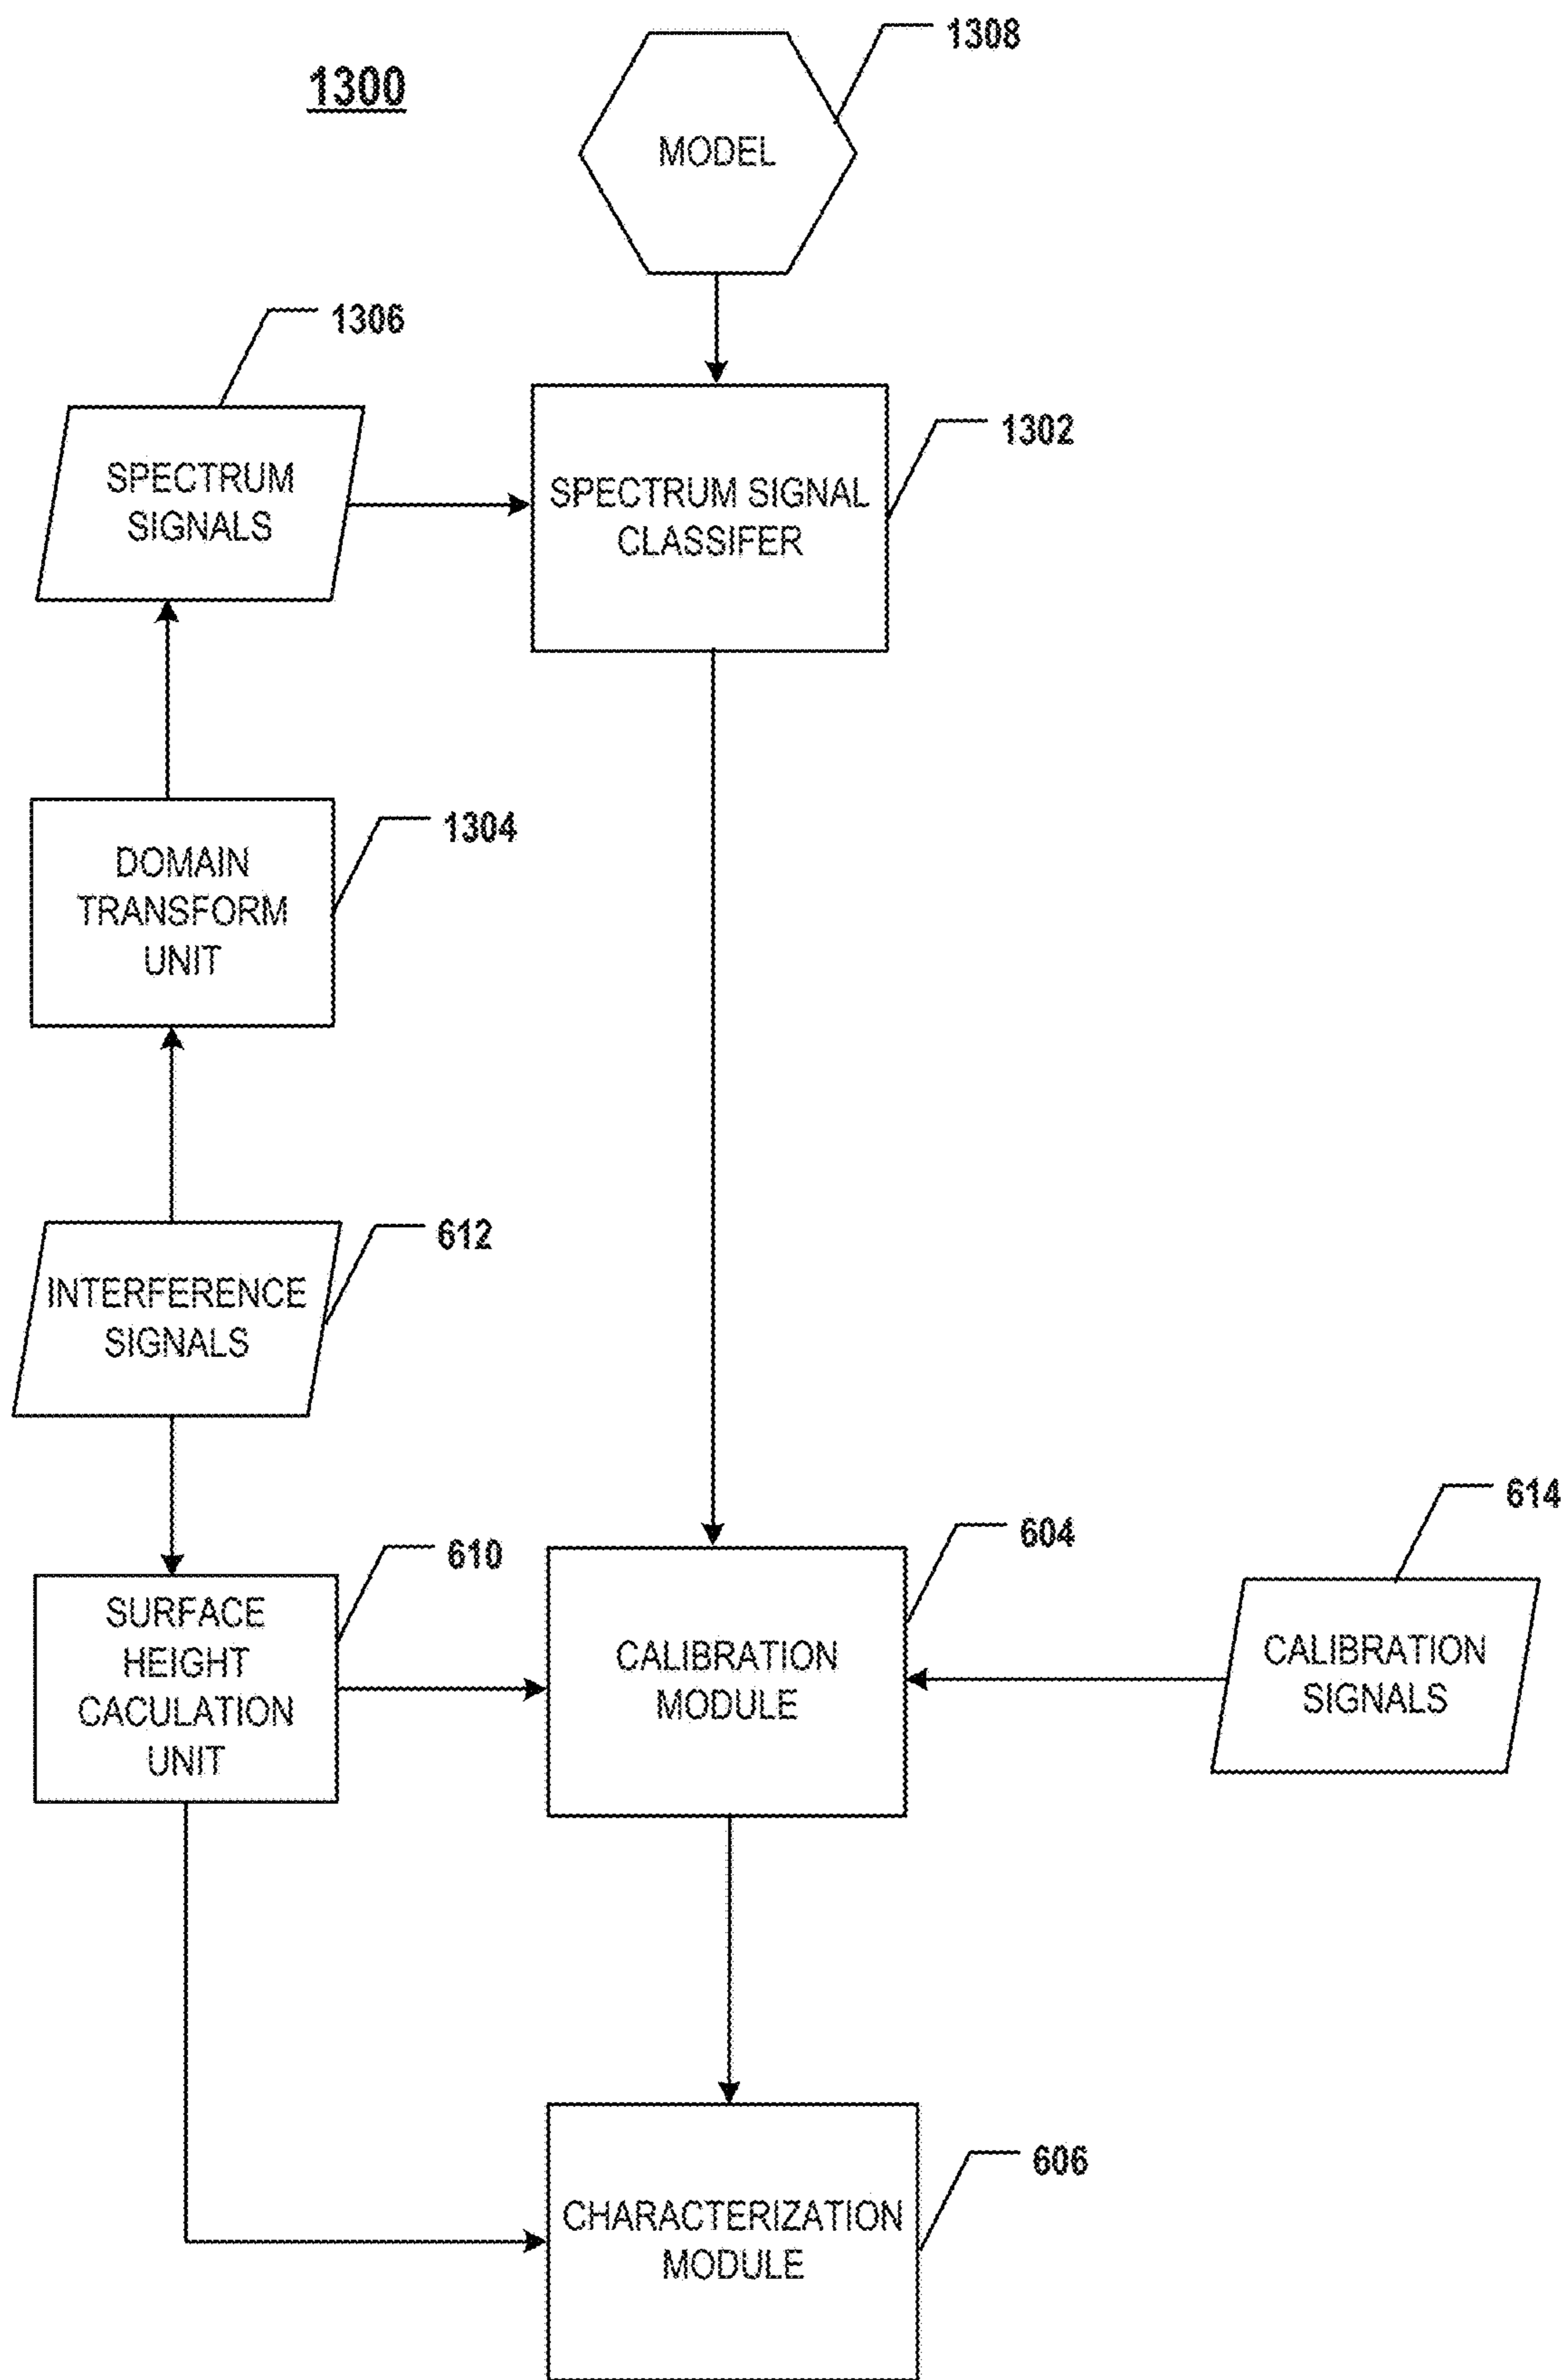 1308
1300
MODEL
1306
1302
SPECTRUM
SIGNALS
SPECTRUM SIGNAL
CLASSIFER
1304
DOMAIN
TRANSFORM
UNIT
612
INTERFERENCE
SIGNALS
614
604
610
SURFACE
HEIGHT
CACULATION
UNIT
CALIBRATION
MODULE
CALIBRATION
SIGNALS
606
CHARACTERIZATION
MODULE